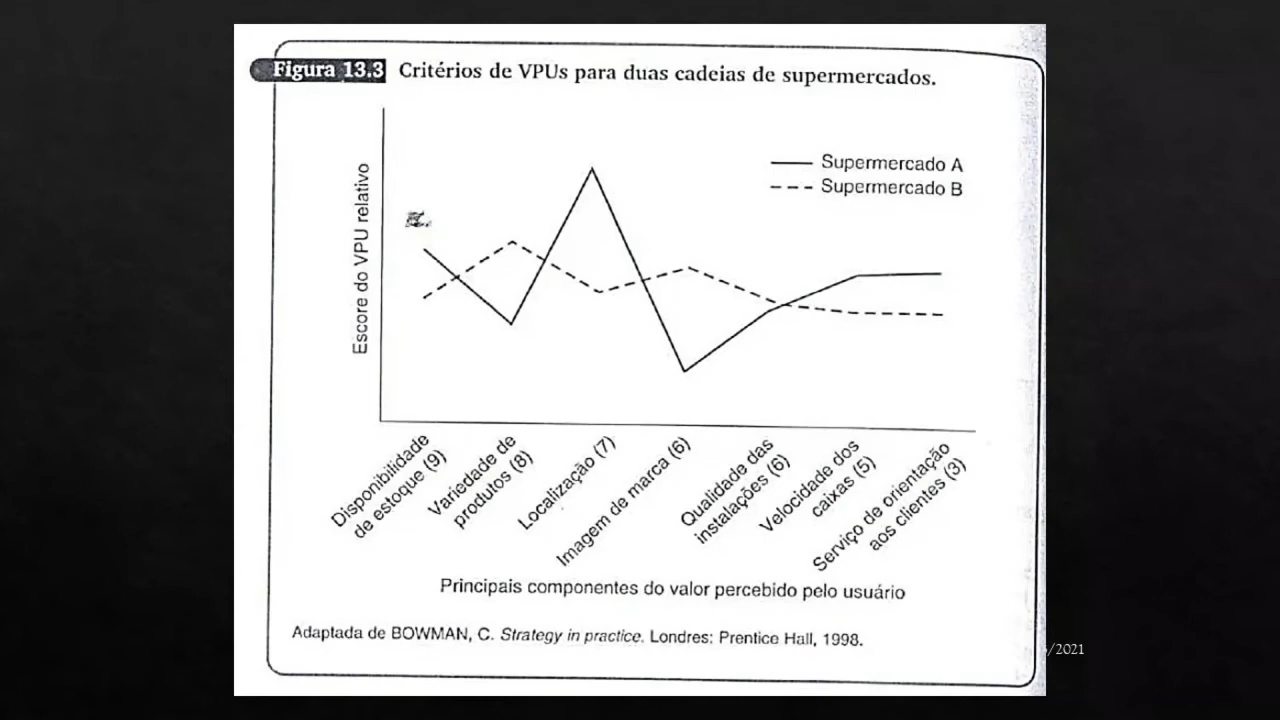 Figura 13.3 Critérios de VPUs para duas cadeias de supermercados.
Supermercado A
Supermercado B
Escore do VPU relativo
Disponibilidade
de estoque (9)
Variedade de
produtos (8)
Localização (7)
Imagem de marca (6)
Qualidade das
instalações (6)
Velocidade dos
caixas (5)
Serviço de orientação
aos clientes (3)
Principais componentes do valor percebido pelo usuário
Adaptada de BOWMAN, C. Strategy in practice. Londres: Prentice Hall, 1998.
/2021